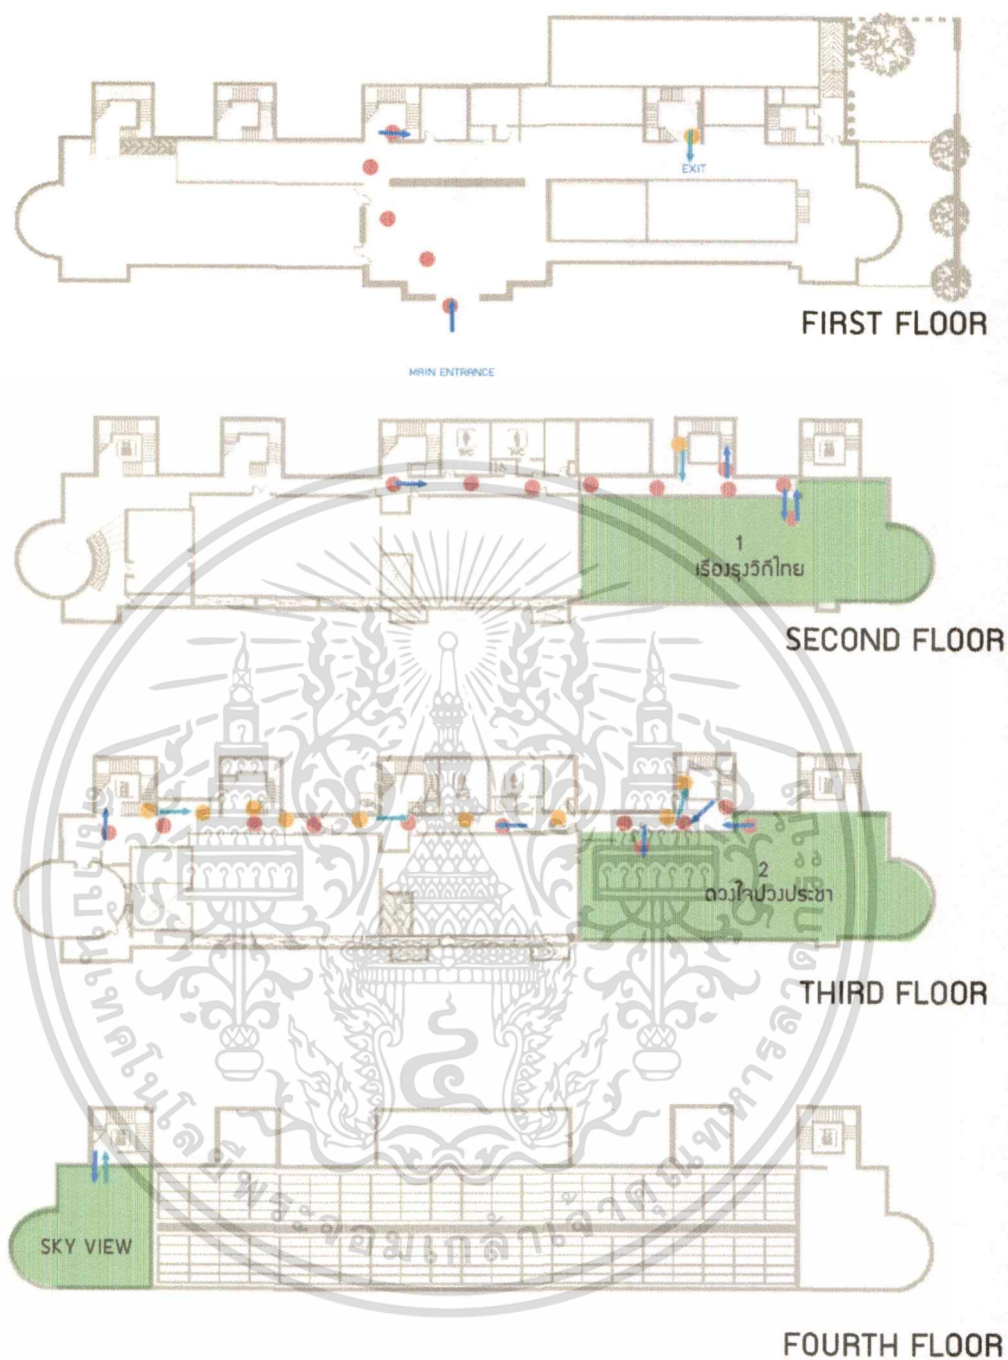 EXIT
FIRST FLOOR
MAIN ENTRANCE
1
เรืองรุงวิถีไทย
SECOND FLOOR
2
ดวงใจปวงประชา
THIRD FLOOR
SKY VIEW
FOURTH FLOOR